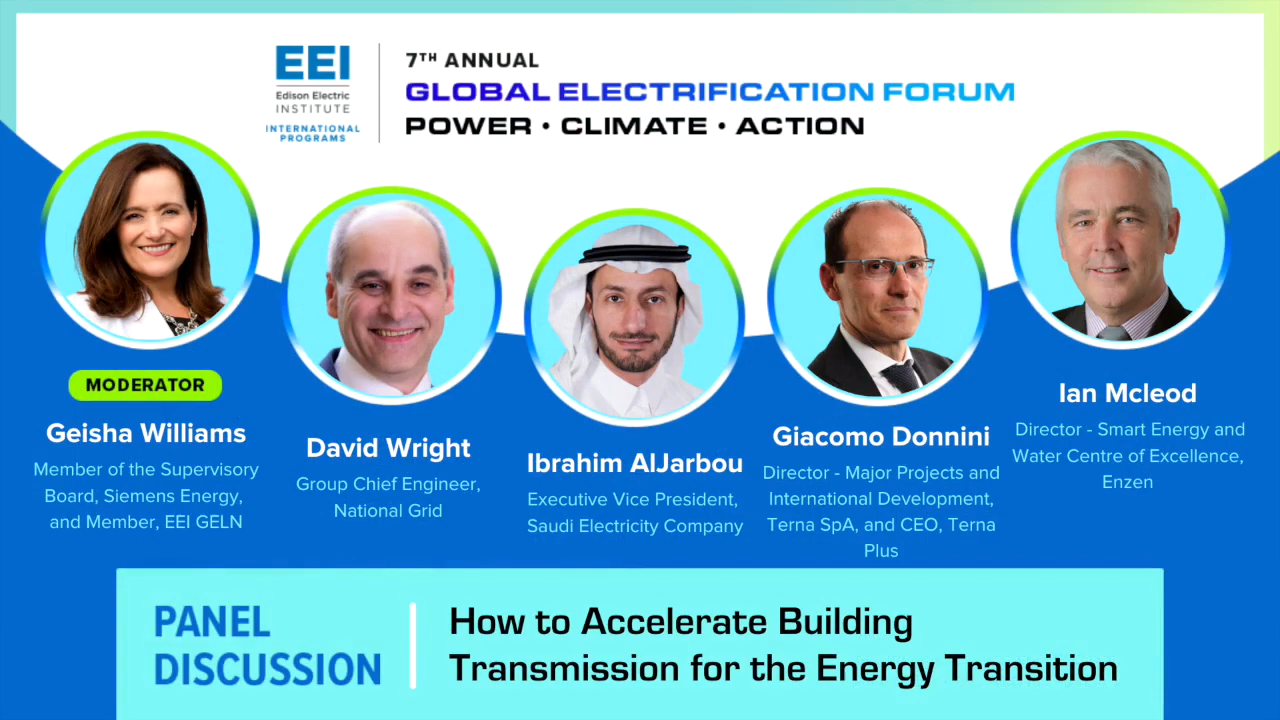 EEI
Edison Electric
INSTITUTE
INTERNATIONAL
PROGRAMS
7TH ANNUAL
GLOBAL ELECTRIFICATION FORUM
POWER • CLIMATE • ACTION
MODERATOR
Geisha Williams
Member of the Supervisory
Board, Siemens Energy,
and Member, EEI GELN
David Wright
Group Chief Engineer,
National Grid
Ibrahim AlJarbou
Executive Vice President,
Saudi Electricity Company
Giacomo Donnini
Director - Major Projects and
International Development,
Terna SpA, and CEO, Terna
Plus
Ian Mcleod
Director - Smart Energy and
Water Centre of Excellence,
Enzen
PANEL
DISCUSSION
How to Accelerate Building
Transmission for the Energy Transition